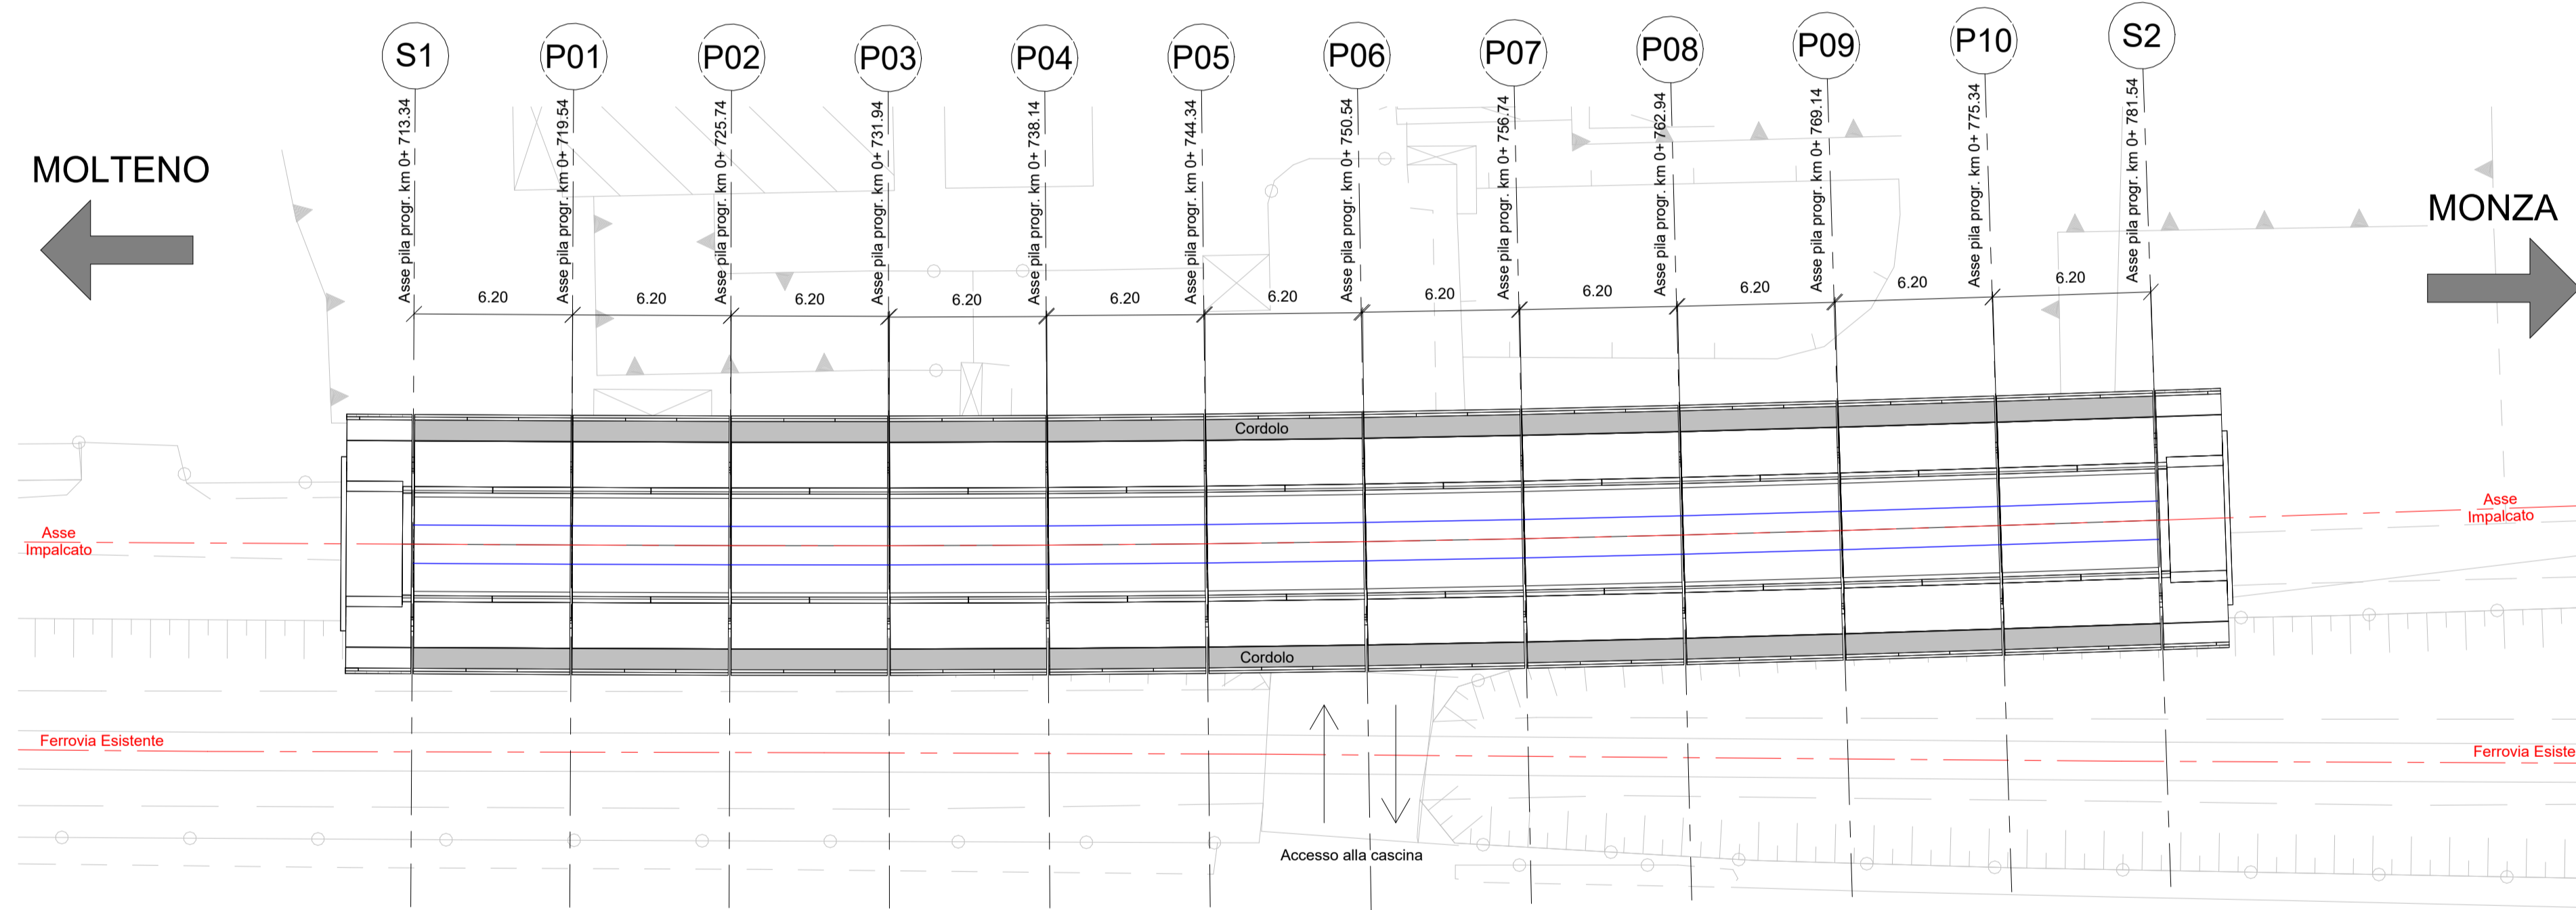 S1
P01
P02
P03
P04
P05
P06
P07
P08
P09
P10
S2
Asse pila progr. km 0+ 713.34
Asse pila progr. km 0+ 719.54
Asse pila progr. km 0+ 725.74
Asse pila progr. km 0+ 731.94
Asse pila progr. km 0+ 738.14
Asse pila progr. km 0+ 744.34
Asse pila progr. km 0+ 750.54
Asse pila progr. km 0+ 756.74
Asse pila progr. km 0+ 762.94
Asse pila progr. km 0+ 769.14
Asse pila progr. km 0+ 775.34
Asse pila progr. km 0+ 781.54
MOLTENO
MONZA
6.20
6.20
6.20
6.20
6.20
6.20
6.20
6.20
6.20
6.20
6.20
Cordolo
Asse
Impalcato
Asse
Impalcato
Cordolo
Ferrovia Esistente
Ferrovia Esiste
Accesso alla cascina